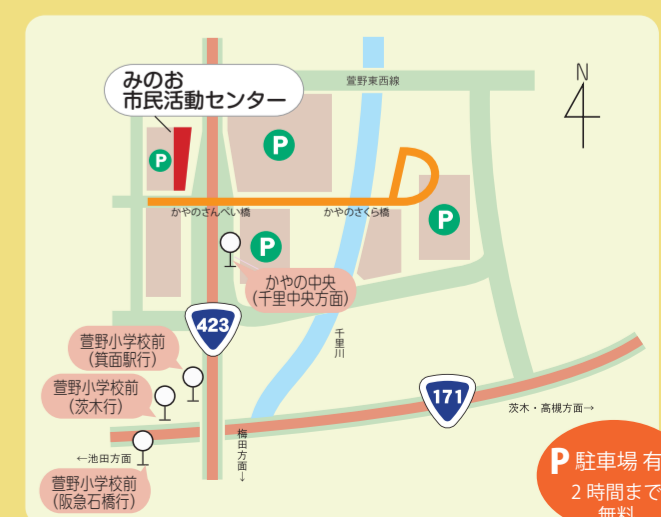 みのお
市民活動センター
萱野東西線
N
P
P
かやのさんぺい橋
かやのさくら橋
P
P
かやの中央
(千里中央方面)
423
千里川
萱野小学校前
(箕面駅行)
萱野小学校前
(茨木行)
171
茨木・高槻方面→
梅田方面→
←池田方面
萱野小学校前
(阪急石橋行)
P 駐車場 有
2 時間まで
無料